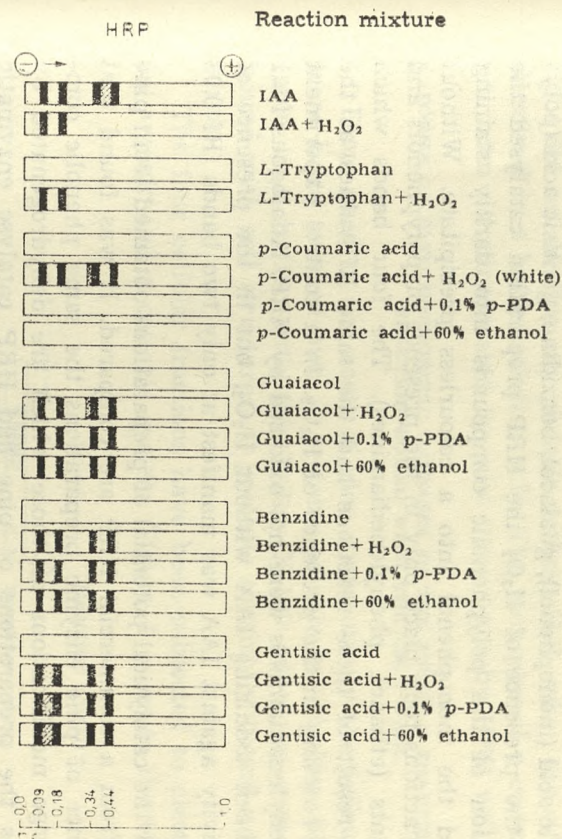 HRP
Reaction mixture
⊖ → ⊕
IAA
IAA+H₂O₂
L-Tryptophan
L-Tryptophan+H₂O₂
p-Coumaric acid
p-Coumaric acid+ H₂O₂ (white)
p-Coumaric acid+0.1% p-PDA
p-Coumaric acid+60% ethanol
Guaiacol
Guaiacol+H₂O₂
Guaiacol+0.1% p-PDA
Guaiacol+60% ethanol
Benzidine
Benzidine+H₂O₂
Benzidine+0.1% p-PDA
Benzidine+60% ethanol
Gentisic acid
Gentisic acid+H₂O₂
Gentisic acid+0.1% p-PDA
Gentisic acid+60% ethanol
0,0
0,09
0,18
0,34
0,44
1,0